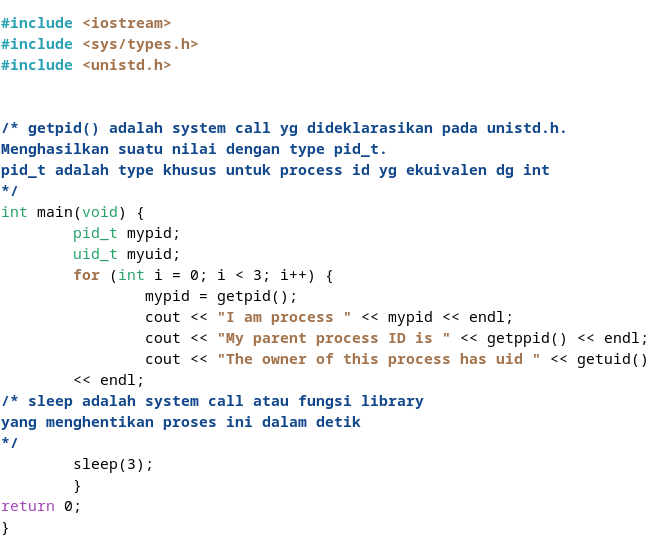 #include <iostream>
#include <sys/types.h>
#include <unistd.h>
/* getpid() adalah system call yg dideklarasikan pada unistd.h.
Menghasilkan suatu nilai dengan type pid_t.
pid_t adalah type khusus untuk process id yg ekuivalen dg int
*/
int main(void) {
pid_t mypid;
uid_t myuid;
for (int i = 0; i < 3; i++) {
mypid = getpid();
cout << "I am process " << mypid << endl;
cout << "My parent process ID is " << getppid() << endl;
cout << "The owner of this process has uid " << getuid()
<< endl;
/* sleep adalah system call atau fungsi library
yang menghentikan proses ini dalam detik
*/
sleep(3);
}
return 0;
}